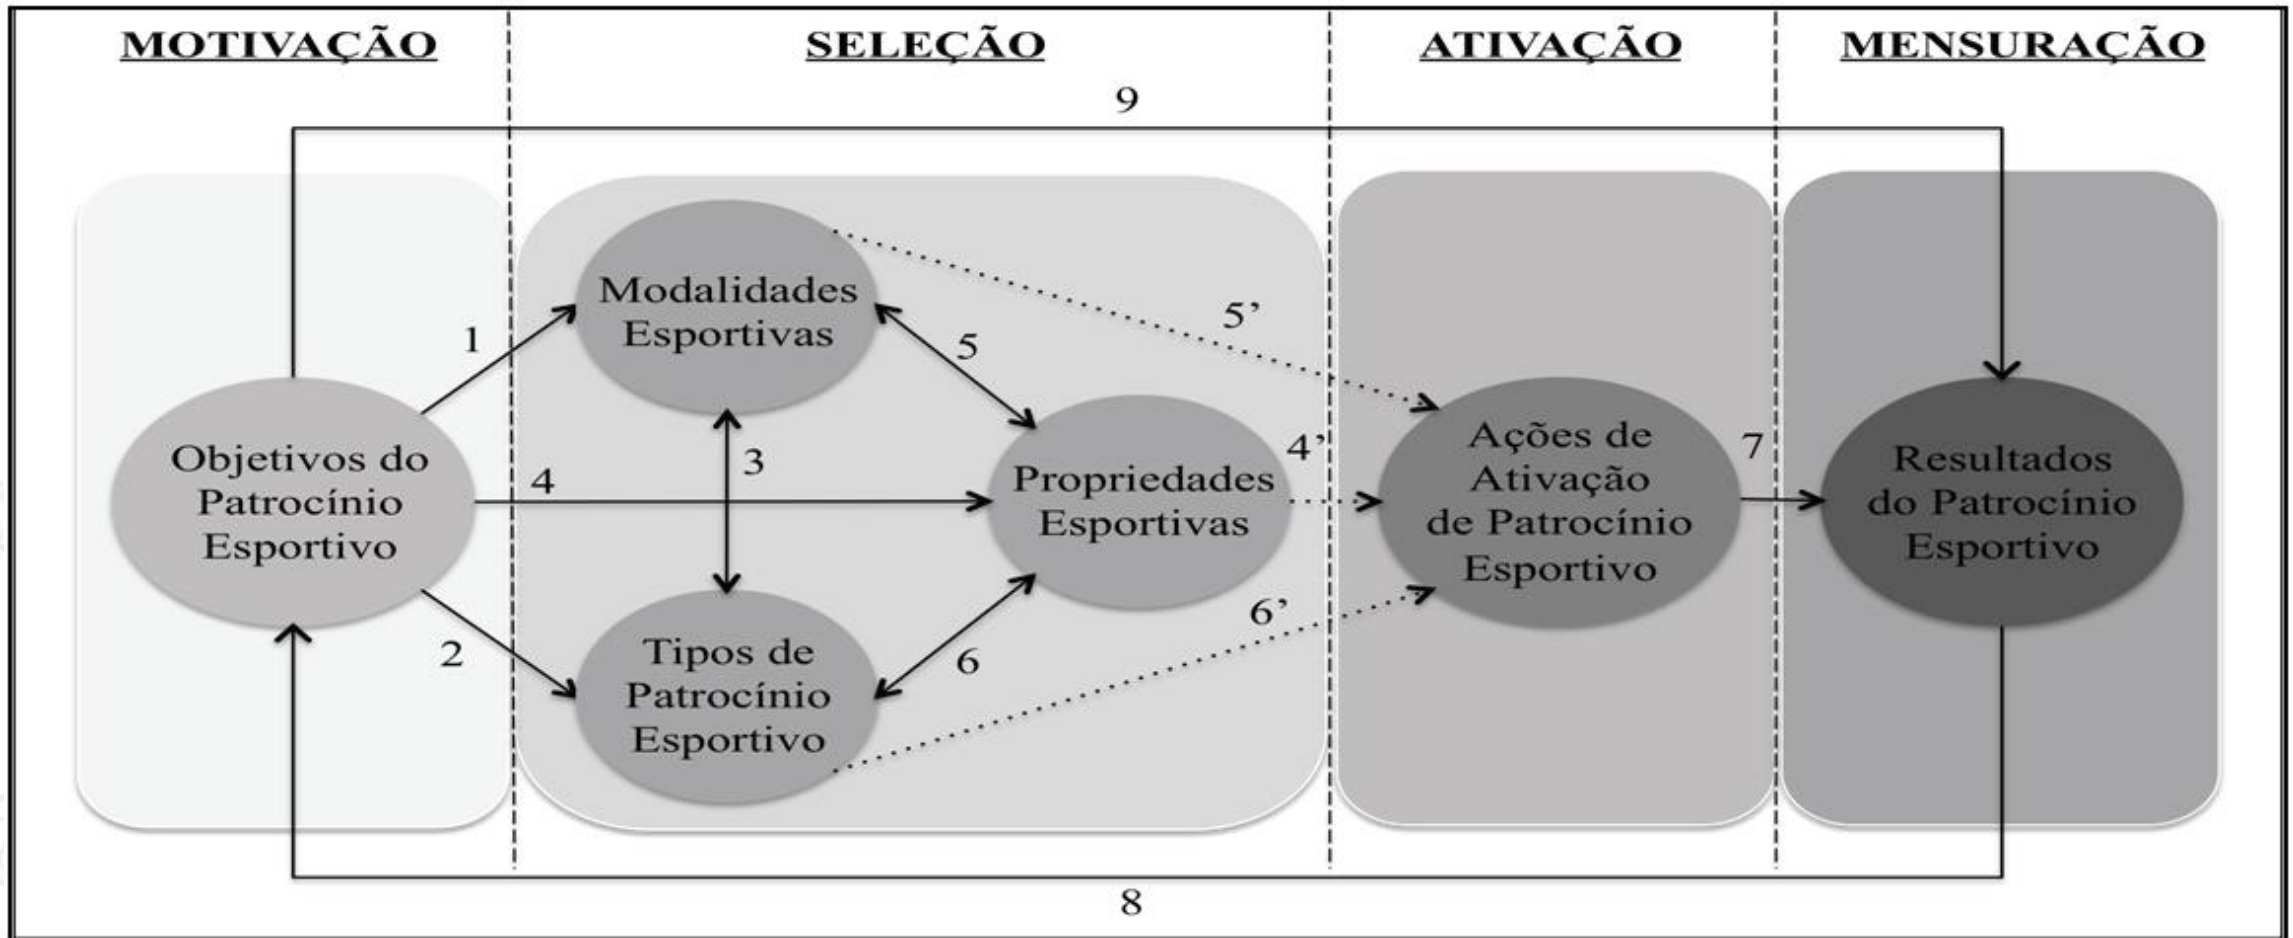 MOTIVAÇÃO
SELEÇÃO
ATIVAÇÃO
MENSURAÇÃO
9
Modalidades
Esportivas
1
5
5’
3
4
4’
7
Objetivos do
Patrocínio
Esportivo
Propriedades
Esportivas
Ações de
Ativação
de Patrocínio
Esportivo
Resultados
do Patrocínio
Esportivo
2
6
6’
Tipos de
Patrocínio
Esportivo
8